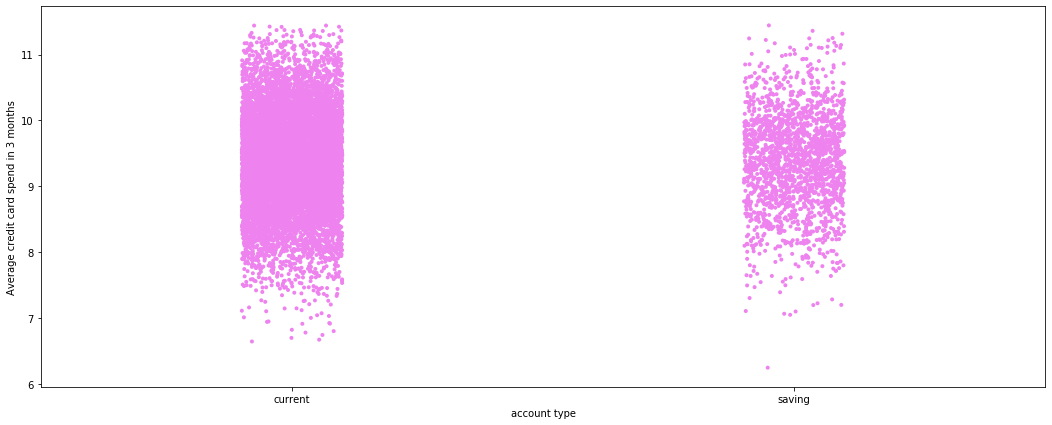 Average credit card spend in 3 months
11
10
9
8
7
6
current
saving
account type